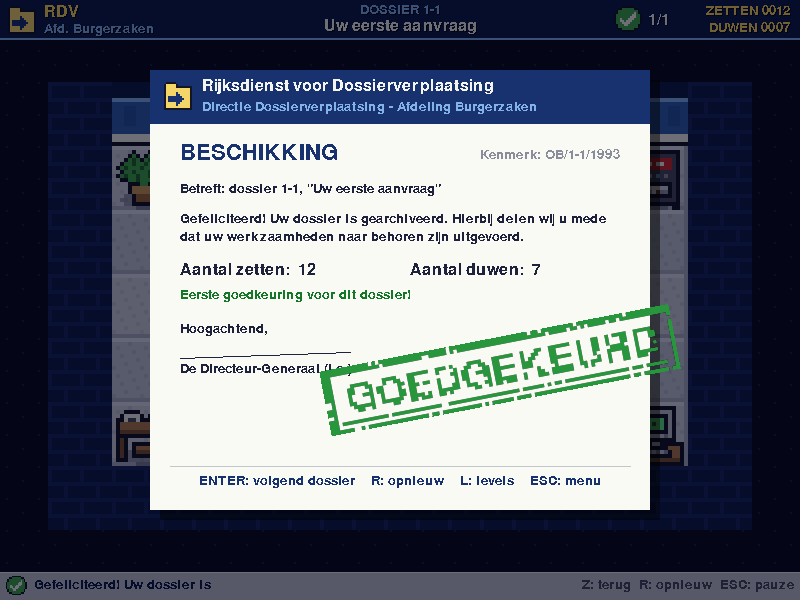 RDV
Afd. Burgerzaken
DOSSIER 1-1
Uw eerste aanvraag
1/1
ZETTEN 0012
DUWEN 0007
Rijksdienst voor Dossierverplaatsing
Directie Dossierverplaatsing - Afdeling Burgerzaken
BESCHIKKING
Kenmerk: OB/1-1/1993
Betreft: dossier 1-1, "Uw eerste aanvraag"
Gefeliciteerd! Uw dossier is gearchiveerd. Hierbij delen wij u mede
dat uw werkzaamheden naar behoren zijn uitgevoerd.
Aantal zetten: 12
Aantal duwen: 7
Eerste goedkeuring voor dit dossier!
Hoogachtend,
De Directeur-Generaal
GOEDGEKEURD
ENTER: volgend dossier R: opnieuw L: levels ESC: menu
Gefeliciteerd! Uw dossier is
Z: terug R: opnieuw ESC: pauze